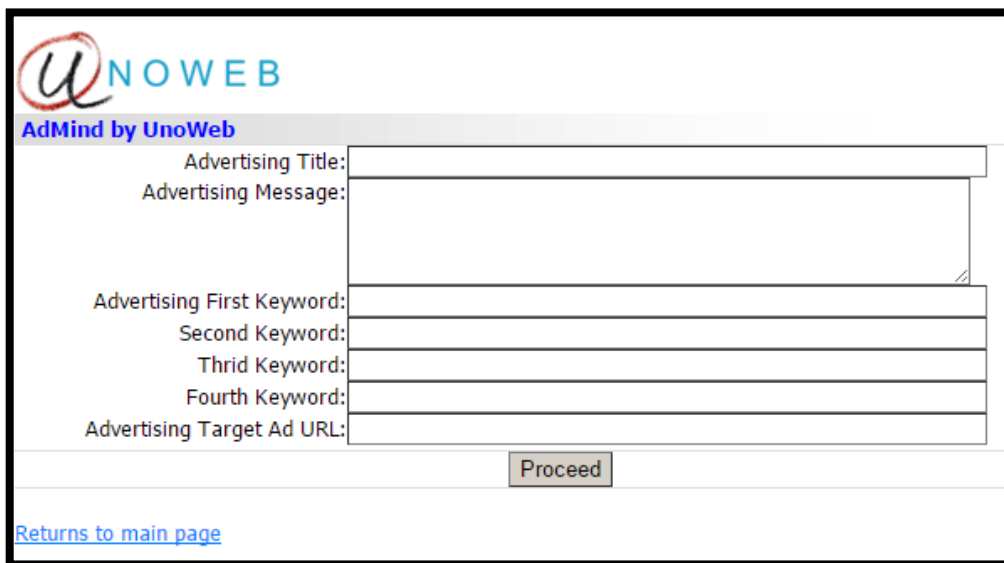 UNOWEB
AdMind by UnoWeb
Advertising Title:
Advertising Message:
Advertising First Keyword:
Second Keyword:
Thrid Keyword:
Fourth Keyword:
Advertising Target Ad URL:
Proceed
Returns to main page